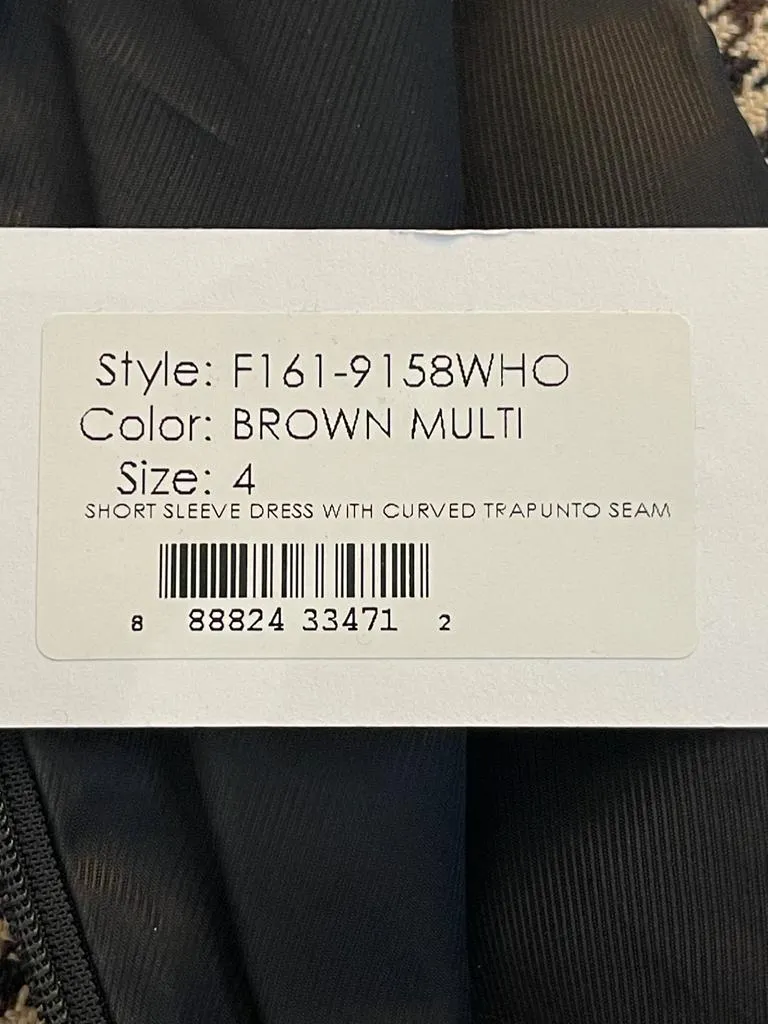 Style: F161-9158WHO
Color: BROWN MULTI
Size: 4
SHORT SLEEVE DRESS WITH CURVED TRAPUNTO SEAM
8 88824 33471 2